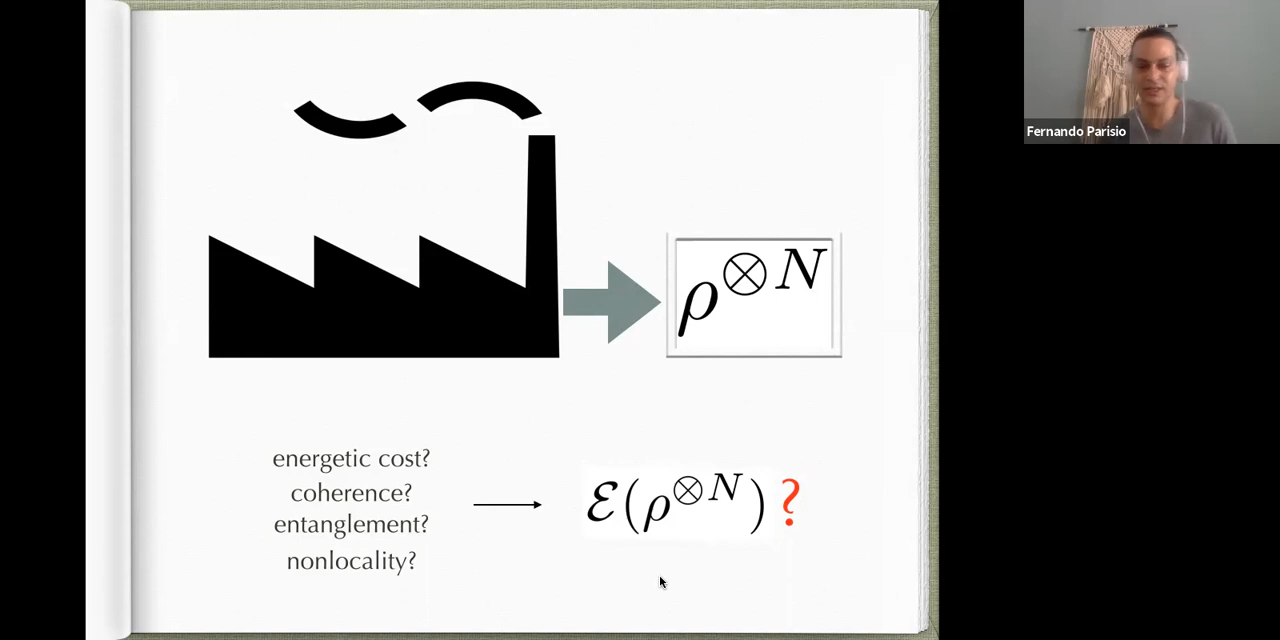 Fernando Parisio
ρ^{⊗N}
energetic cost?
coherence?
entanglement?
nonlocality?
ℰ(ρ^{⊗N})?